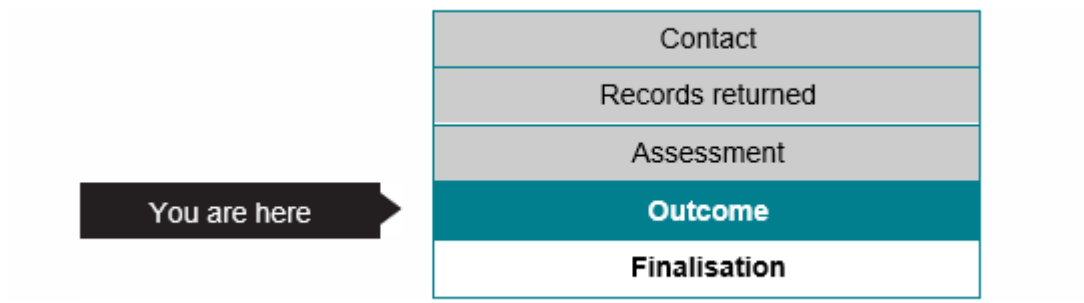 Contact
Records returned
Assessment
You are here
Outcome
Finalisation